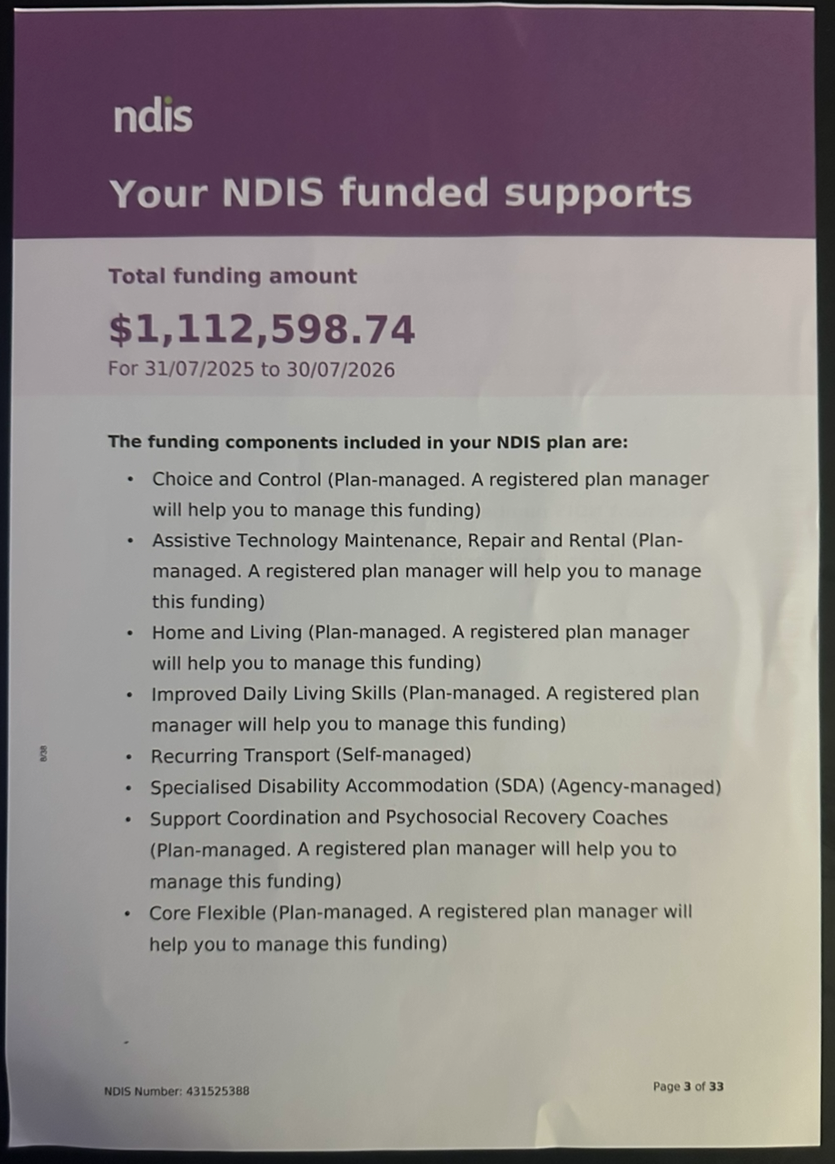 ndis
Your NDIS funded supports
Total funding amount
$1,112,598.74
For 31/07/2025 to 30/07/2026
The funding components included in your NDIS plan are:
• Choice and Control (Plan-managed. A registered plan manager
will help you to manage this funding)
• Assistive Technology Maintenance, Repair and Rental (Plan-
managed. A registered plan manager will help you to manage
this funding)
• Home and Living (Plan-managed. A registered plan manager
will help you to manage this funding)
• Improved Daily Living Skills (Plan-managed. A registered plan
manager will help you to manage this funding)
• Recurring Transport (Self-managed)
• Specialised Disability Accommodation (SDA) (Agency-managed)
• Support Coordination and Psychosocial Recovery Coaches
(Plan-managed. A registered plan manager will help you to
manage this funding)
• Core Flexible (Plan-managed. A registered plan manager will
help you to manage this funding)
NDIS Number: 431525388
Page 3 of 33